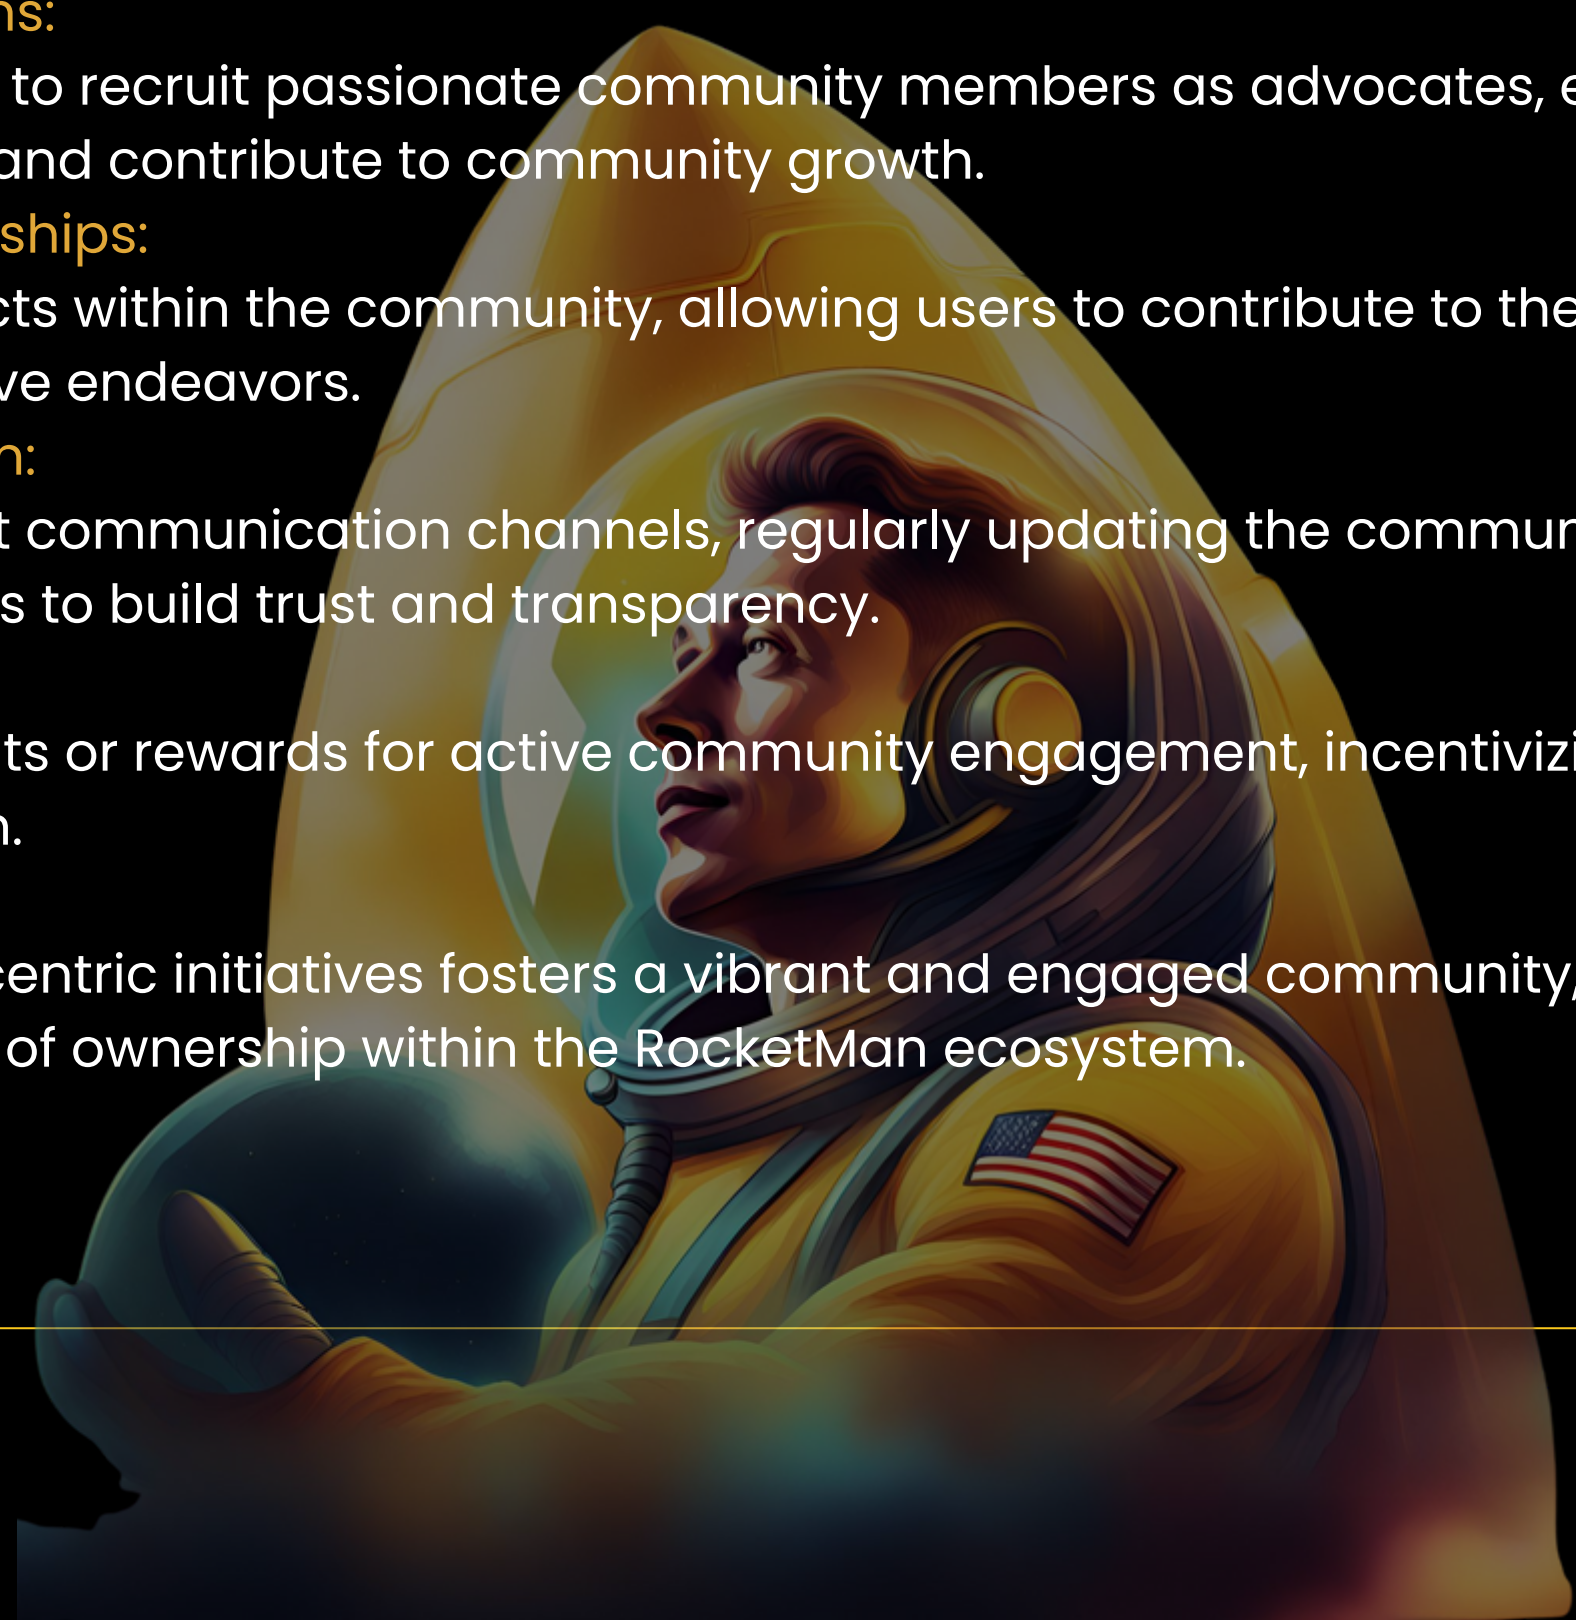 ns:
to recruit passionate community members as advocates, e
and contribute to community growth.
ships:
cts within the community, allowing users to contribute to the
ve endeavors.
n:
t communication channels, regularly updating the commun
s to build trust and transparency.
ts or rewards for active community engagement, incentivizi
n.
centric initiatives fosters a vibrant and engaged community,
of ownership within the RocketMan ecosystem.